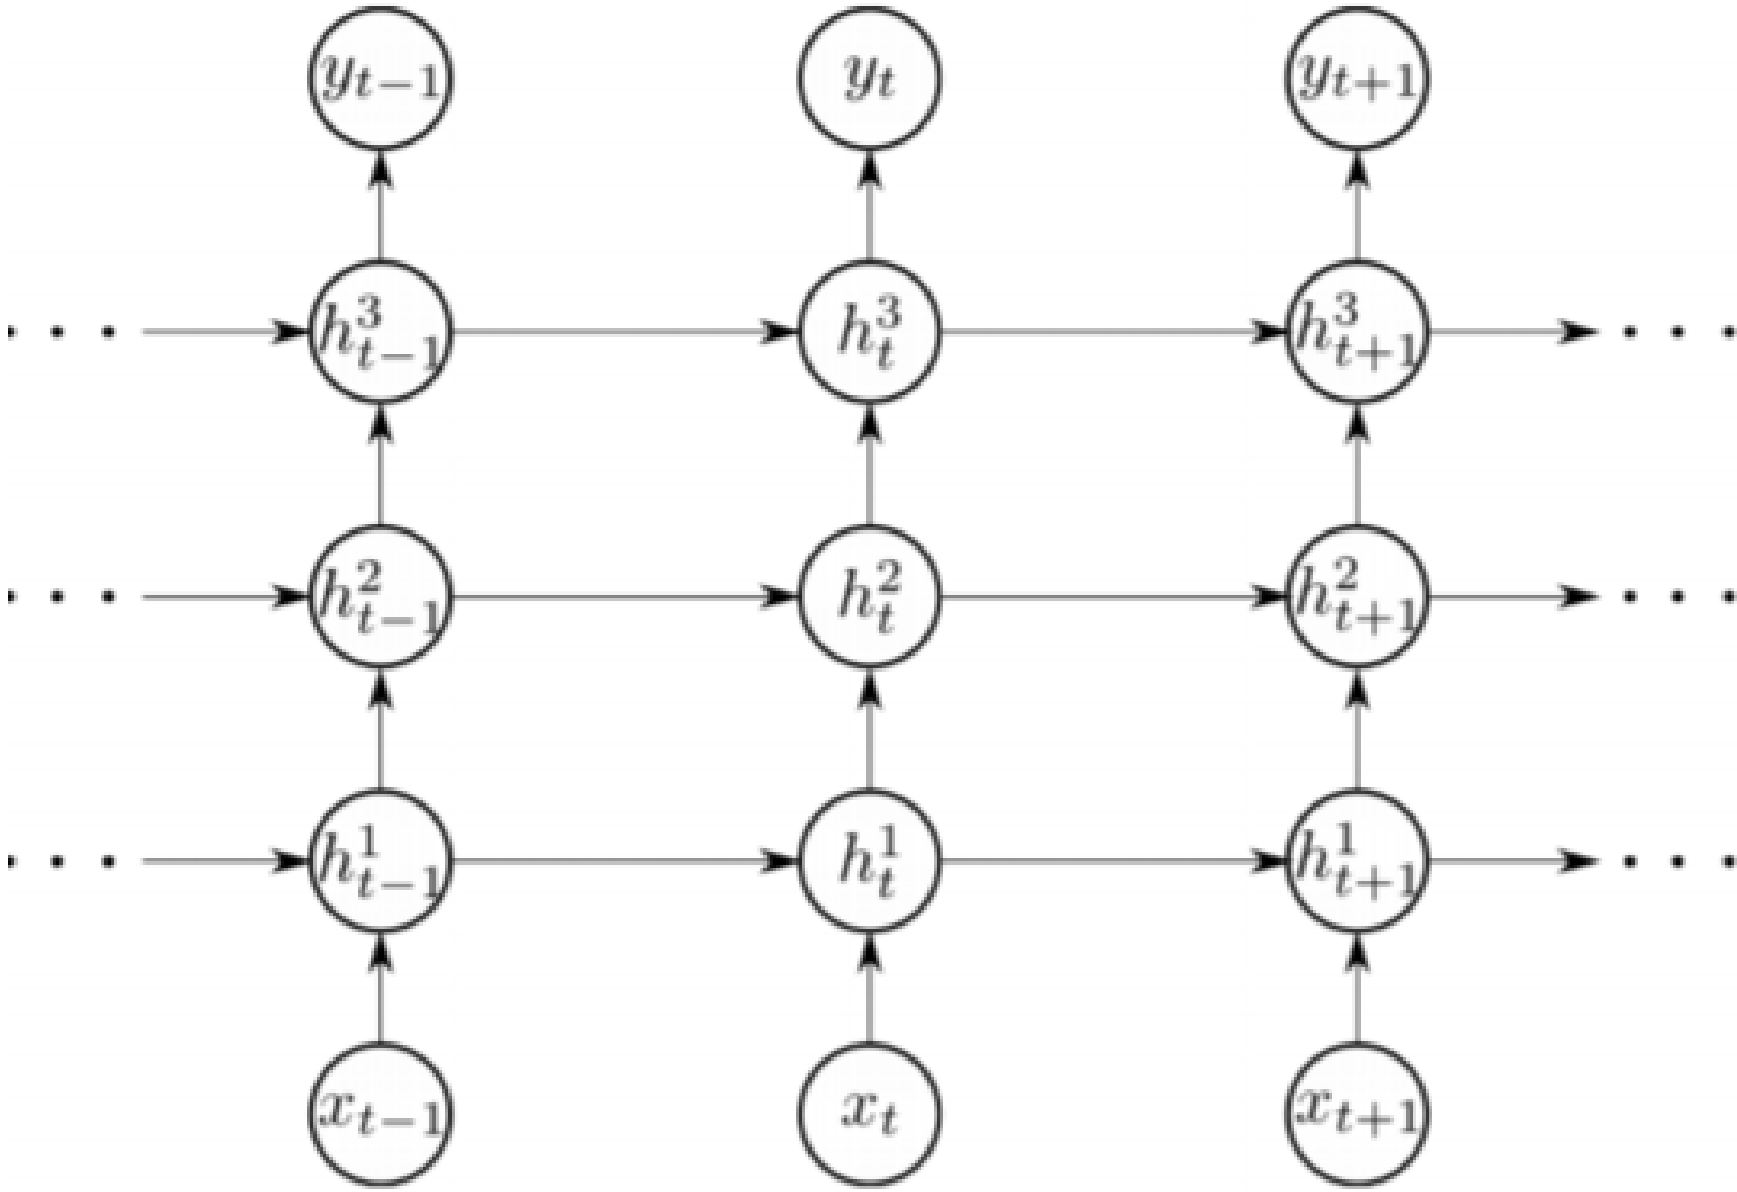 y_{t-1} y_t y_{t+1}
· · · h^3_{t-1} h^3_t h^3_{t+1} · · ·
· · · h^2_{t-1} h^2_t h^2_{t+1} · · ·
· · · h^1_{t-1} h^1_t h^1_{t+1} · · ·
x_{t-1} x_t x_{t+1}